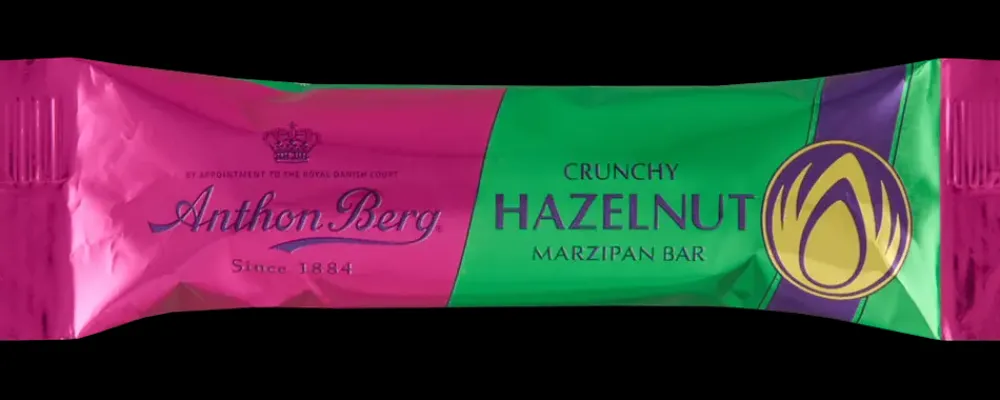 BY APPOINTMENT TO THE ROYAL DANISH COURT
Anthon Berg
Since 1884
CRUNCHY
HAZELNUT
MARZIPAN BAR